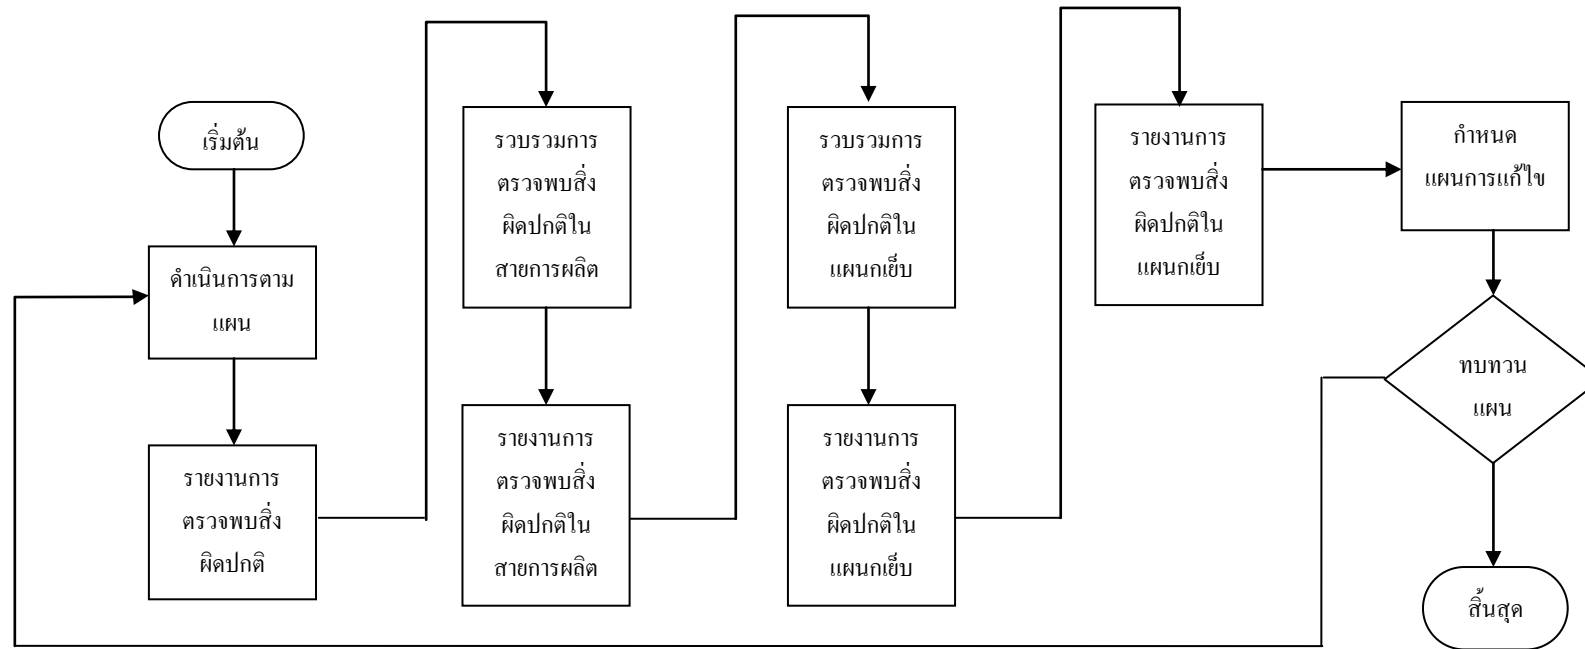 เริ่มต้น
ดำเนินการตาม
แผน
รายงานการ
ตรวจพบสิ่ง
ผิดปกติ
รวบรวมการ
ตรวจพบสิ่ง
ผิดปกติใน
สายการผลิต
รายงานการ
ตรวจพบสิ่ง
ผิดปกติใน
สายการผลิต
รวบรวมการ
ตรวจพบสิ่ง
ผิดปกติใน
แผนกเย็บ
รายงานการ
ตรวจพบสิ่ง
ผิดปกติใน
แผนกเย็บ
รายงานการ
ตรวจพบสิ่ง
ผิดปกติใน
แผนกเย็บ
กำหนด
แผนการแก้ไข
ทบทวน
แผน
สิ้นสุด